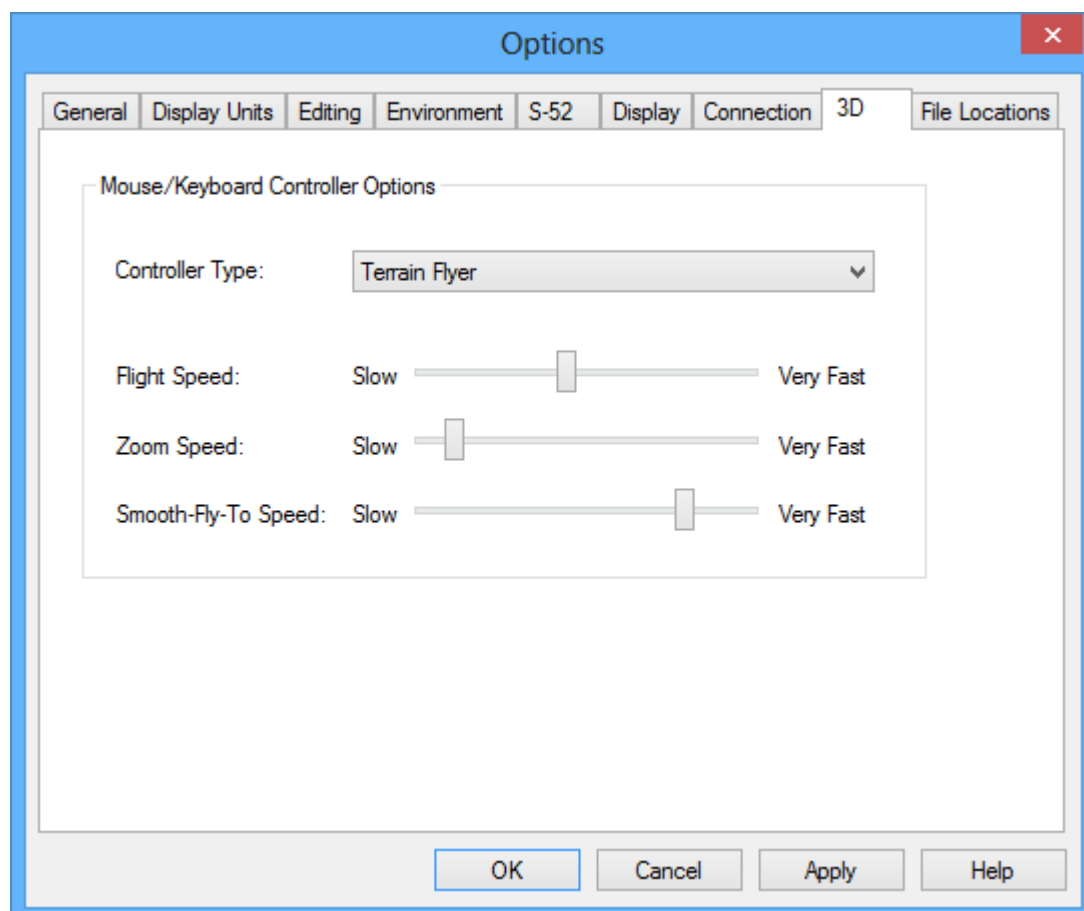 Options
General Display Units Editing Environment S-52 Display Connection 3D File Locations
Mouse/Keyboard Controller Options
Controller Type: Terrain Flyer
Flight Speed: Slow Very Fast
Zoom Speed: Slow Very Fast
Smooth-Fly-To Speed: Slow Very Fast
OK Cancel Apply Help